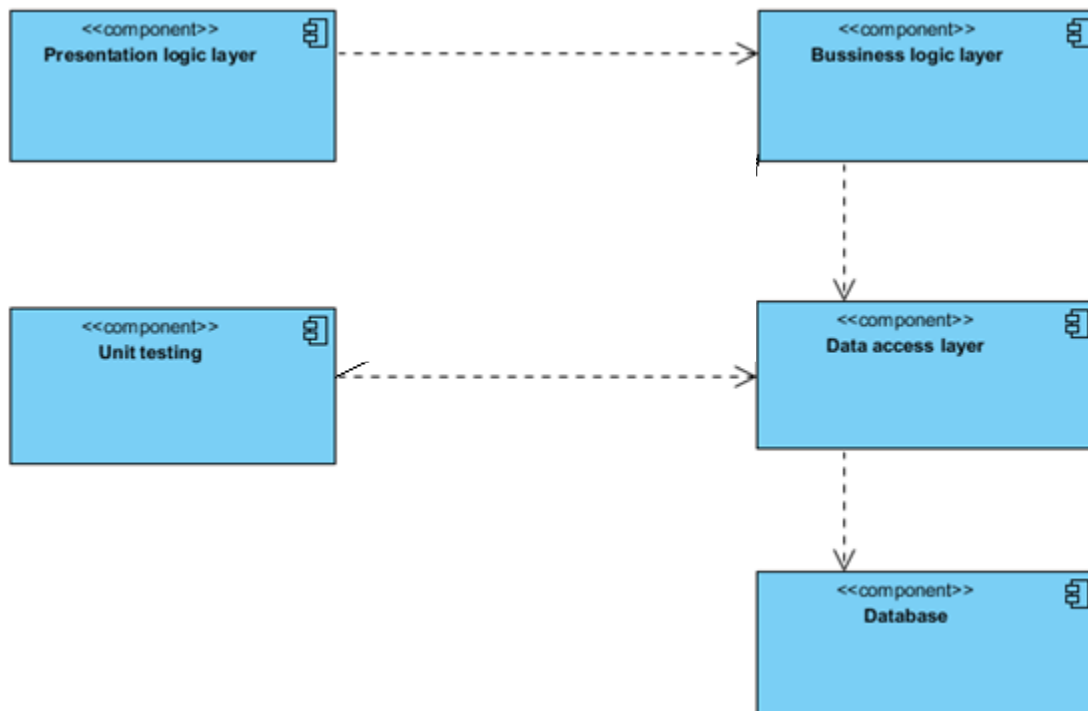 <<component>>
Presentation logic layer
<<component>>
Bussiness logic layer
<<component>>
Unit testing
<<component>>
Data access layer
<<component>>
Database